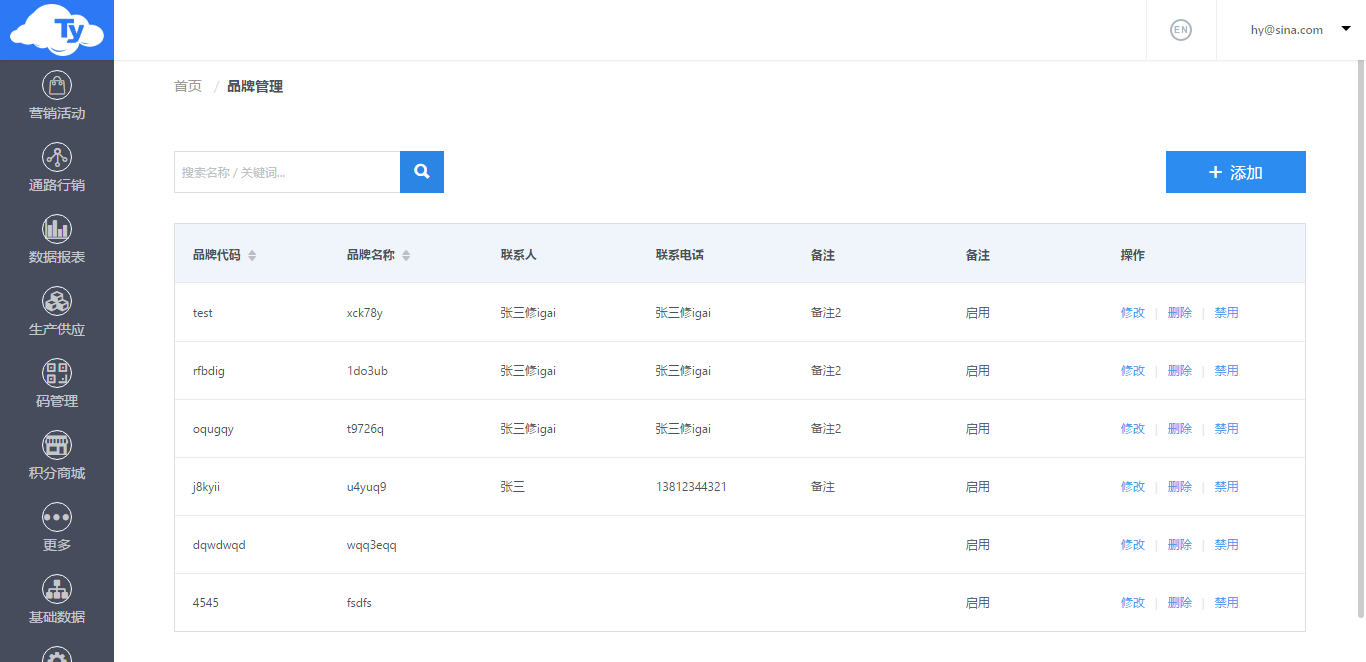 Ty
EN
hy@sina.com
营销活动
通路行销
数据报表
生产供应
码管理
积分商城
更多
基础数据
首页 / 品牌管理
搜索名称 / 关键词...
+ 添加
品牌代码 品牌名称 联系人 联系电话 备注 备注 操作
test xck78y 张三修igai 张三修igai 备注2 启用 修改 | 删除 | 禁用
rfbdig 1do3ub 张三修igai 张三修igai 备注2 启用 修改 | 删除 | 禁用
oqugqy t9726q 张三修igai 张三修igai 备注2 启用 修改 | 删除 | 禁用
j8kyii u4yuq9 张三 13812344321 备注 启用 修改 | 删除 | 禁用
dqwdwqd wqq3eqq 启用 修改 | 删除 | 禁用
4545 fsdfs 启用 修改 | 删除 | 禁用